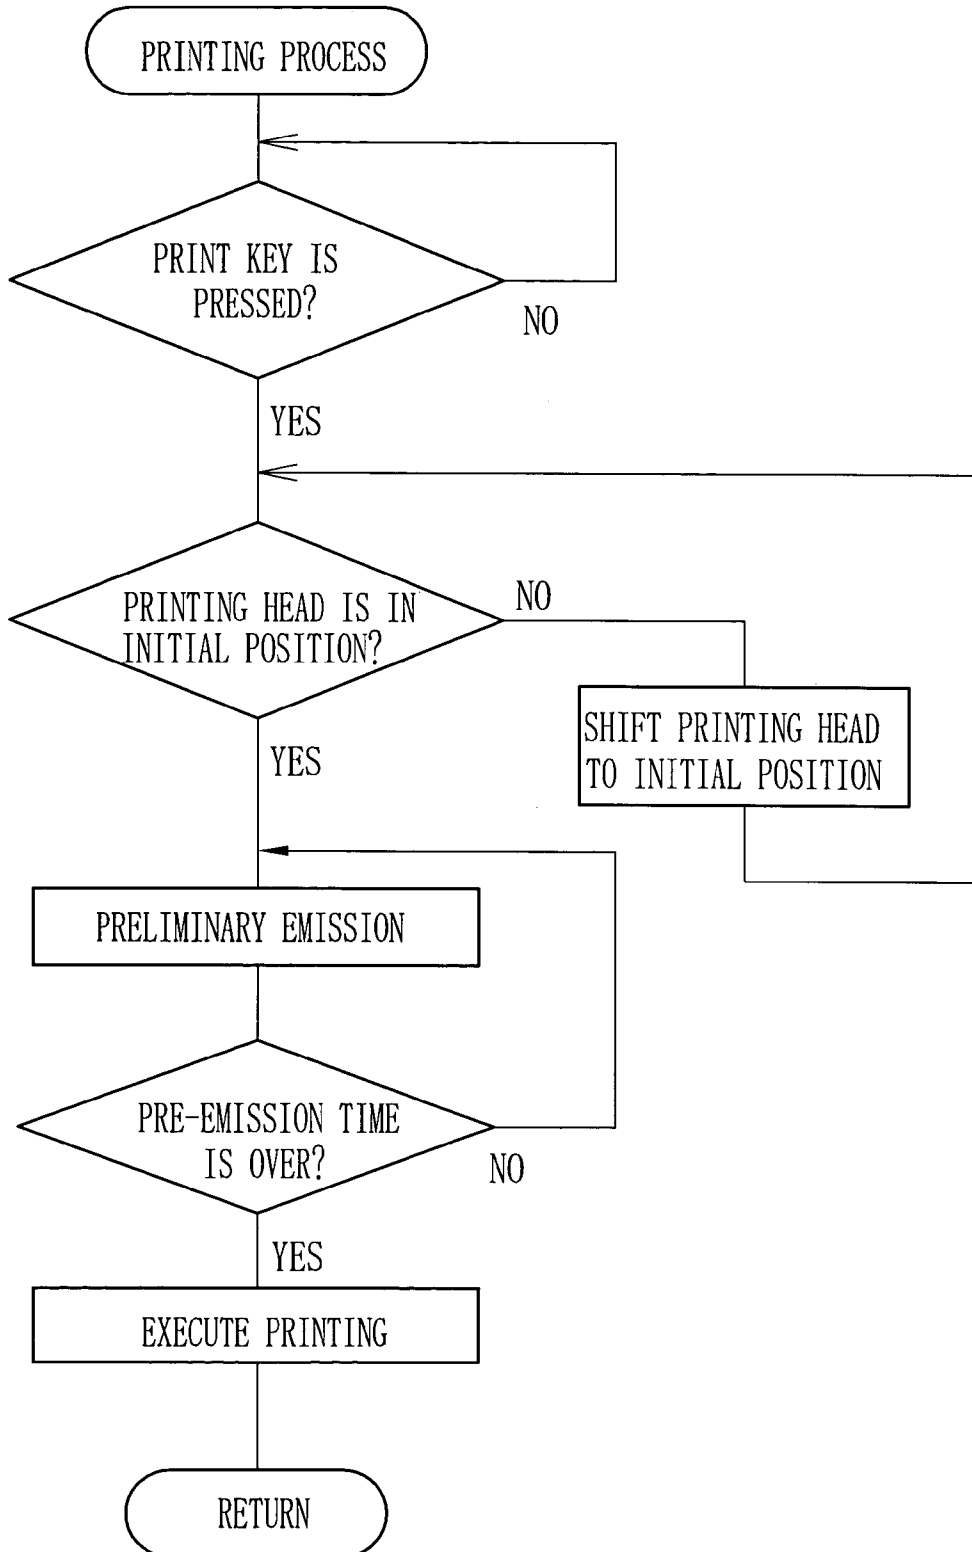 PRINTING PROCESS
PRINT KEY IS
PRESSED?
NO
YES
PRINTING HEAD IS IN
INITIAL POSITION?
NO
SHIFT PRINTING HEAD
TO INITIAL POSITION
YES
PRELIMINARY EMISSION
PRE-EMISSION TIME
IS OVER?
NO
YES
EXECUTE PRINTING
RETURN